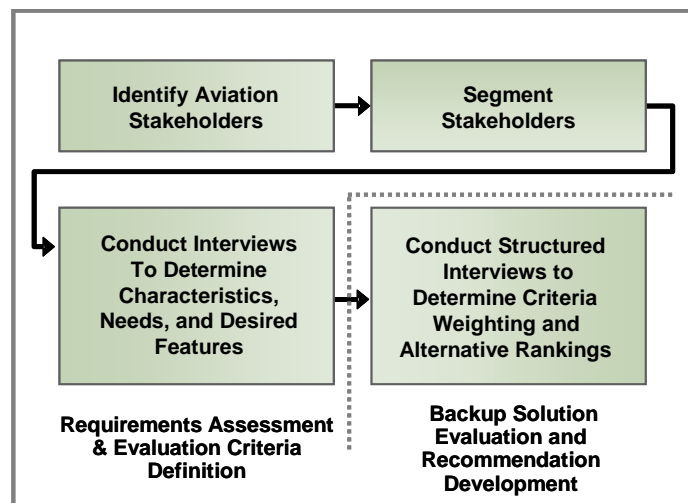 Identify Aviation
Stakeholders
Segment
Stakeholders
Conduct Interviews
To Determine
Characteristics,
Needs, and Desired
Features
Conduct Structured
Interviews to
Determine Criteria
Weighting and
Alternative Rankings
Requirements Assessment
& Evaluation Criteria
Definition
Backup Solution
Evaluation and
Recommendation
Development